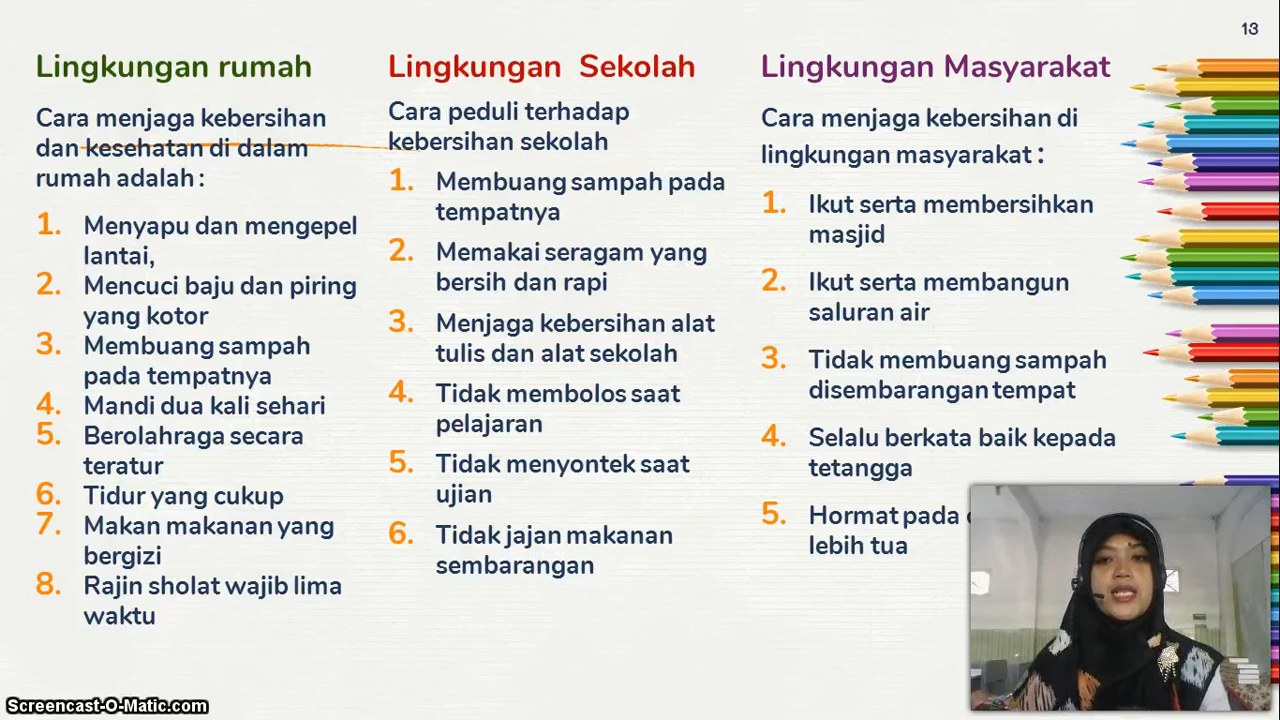 13
Lingkungan rumah
Cara menjaga kebersihan
dan kesehatan di dalam
rumah adalah :
1. Menyapu dan mengepel
lantai,
2. Mencuci baju dan piring
yang kotor
3. Membuang sampah
pada tempatnya
4. Mandi dua kali sehari
5. Berolahraga secara
teratur
6. Tidur yang cukup
7. Makan makanan yang
bergizi
8. Rajin sholat wajib lima
waktu
Lingkungan Sekolah
Cara peduli terhadap
kebersihan sekolah
1. Membuang sampah pada
tempatnya
2. Memakai seragam yang
bersih dan rapi
3. Menjaga kebersihan alat
tulis dan alat sekolah
4. Tidak membolos saat
pelajaran
5. Tidak menyontek saat
ujian
6. Tidak jajan makanan
sembarangan
Lingkungan Masyarakat
Cara menjaga kebersihan di
lingkungan masyarakat :
1. Ikut serta membersihkan
masjid
2. Ikut serta membangun
saluran air
3. Tidak membuang sampah
disembarangan tempat
4. Selalu berkata baik kepada
tetangga
5. Hormat pada
lebih tua
Screencast-O-Matic.com